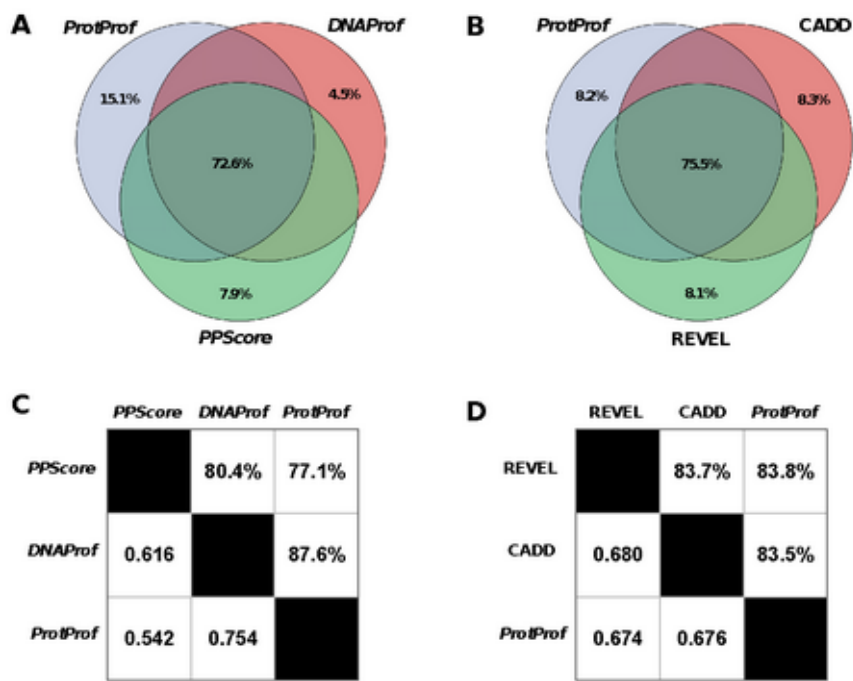 A
ProtProf
DNAProf
15.1%
4.5%
72.6%
7.9%
PPScore
B
ProtProf
CADD
8.2%
8.3%
75.5%
8.1%
REVEL
C
PPScore DNAProf ProtProf
PPScore 80.4% 77.1%
DNAProf 0.616 87.6%
ProtProf 0.542 0.754
D
REVEL CADD ProtProf
REVEL 83.7% 83.8%
CADD 0.680 83.5%
ProtProf 0.674 0.676